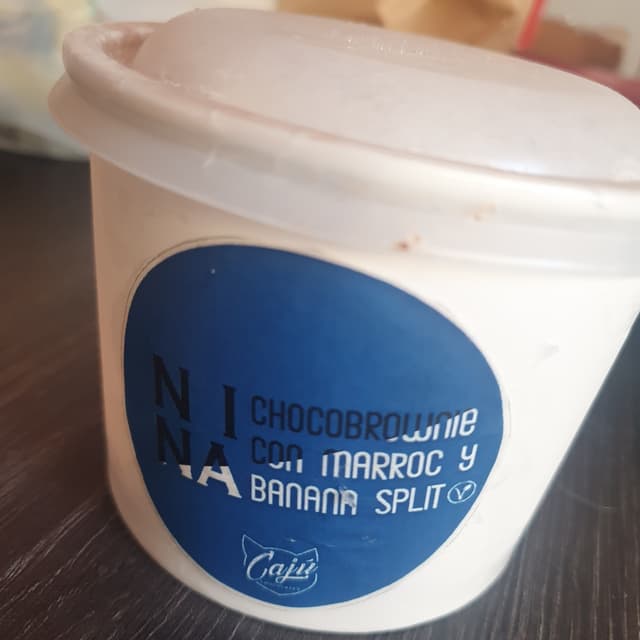 NI
NA
CHOCOBROWNIE
CON MARROC Y
BANANA SPLIT
Cajú